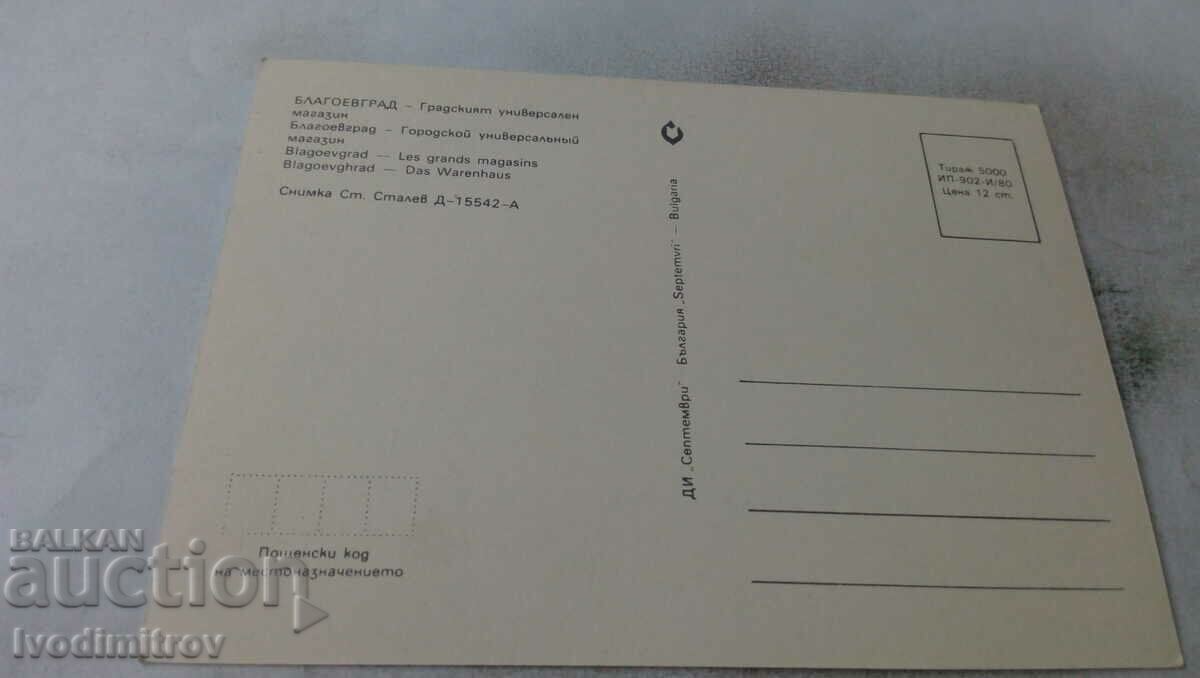 БЛАГОЕВГРАД – Градският универсален
магазин
Благоевград – Городской универсальный
магазин
Blagoevgrad — Les grands magasins
Blagoevghrad — Das Warenhaus
Снимка Ст. Сталев Д-15542-А
ДИ „Септември" България „Septemvri" — Bulgaria
Тираж 5000
ИП-902-И/80
Цена 12 ст.
Пощенски код
на местоназначението
BALKAN
auction
Ivodimitrov